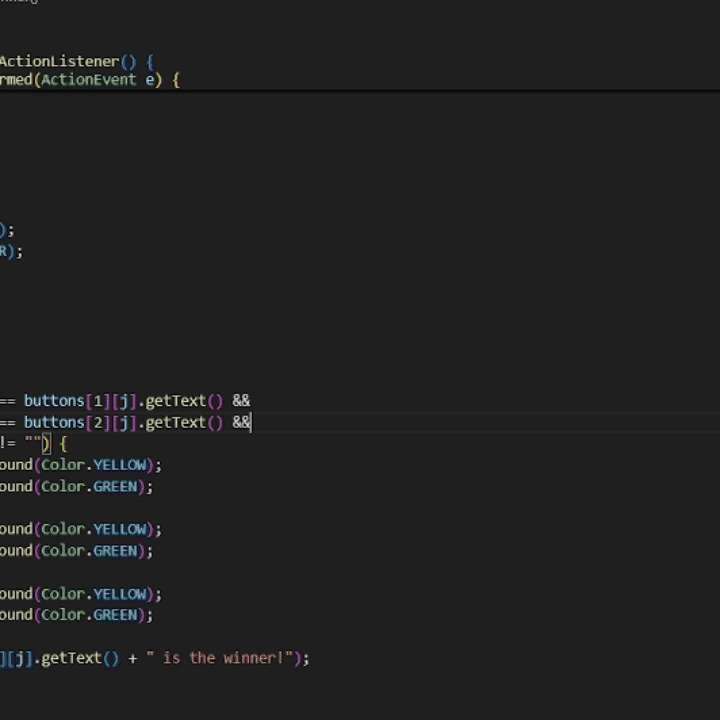 ActionListener() {
rmed(ActionEvent e) {
);
R);
== buttons[1][j].getText() &&
== buttons[2][j].getText() &&
!= "") {
ound(Color.YELLOW);
ound(Color.GREEN);
ound(Color.YELLOW);
ound(Color.GREEN);
ound(Color.YELLOW);
ound(Color.GREEN);
][j].getText() + " is the winner!");